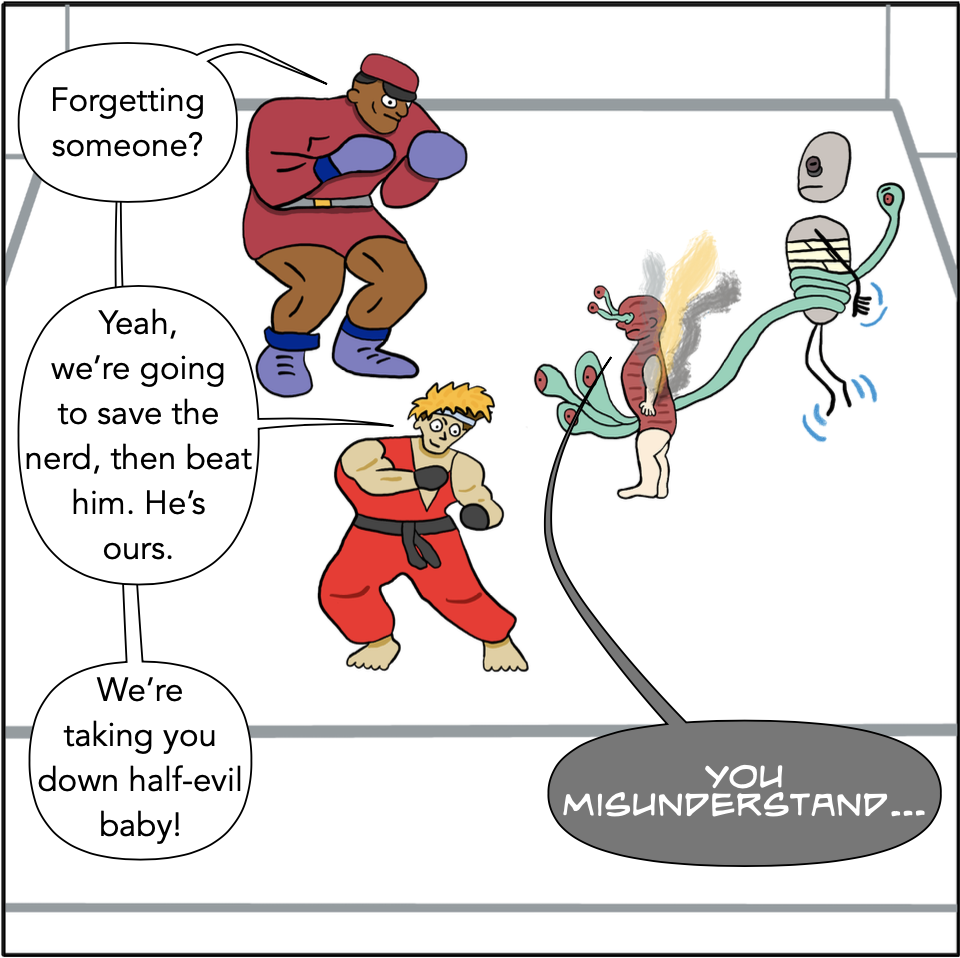 Forgetting
someone?
Yeah,
we're going
to save the
nerd, then beat
him. He's
ours.
We're
taking you
down half-evil
baby!
YOU
MISUNDERSTAND...